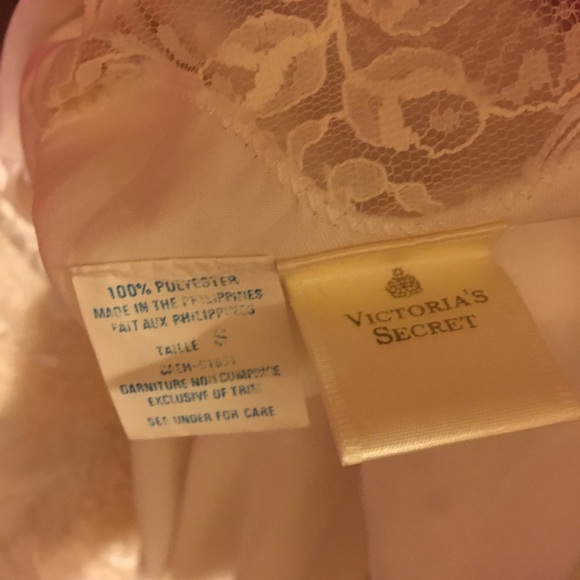 100% POLYESTER
MADE IN THE PHILIPPINES
FAIT AUX PHILIPPINES
TAILLE S
GARNITURE NON COMPRISE
EXCLUSIVE OF TRIM
SEE UNDER FOR CARE
VICTORIA'S
SECRET